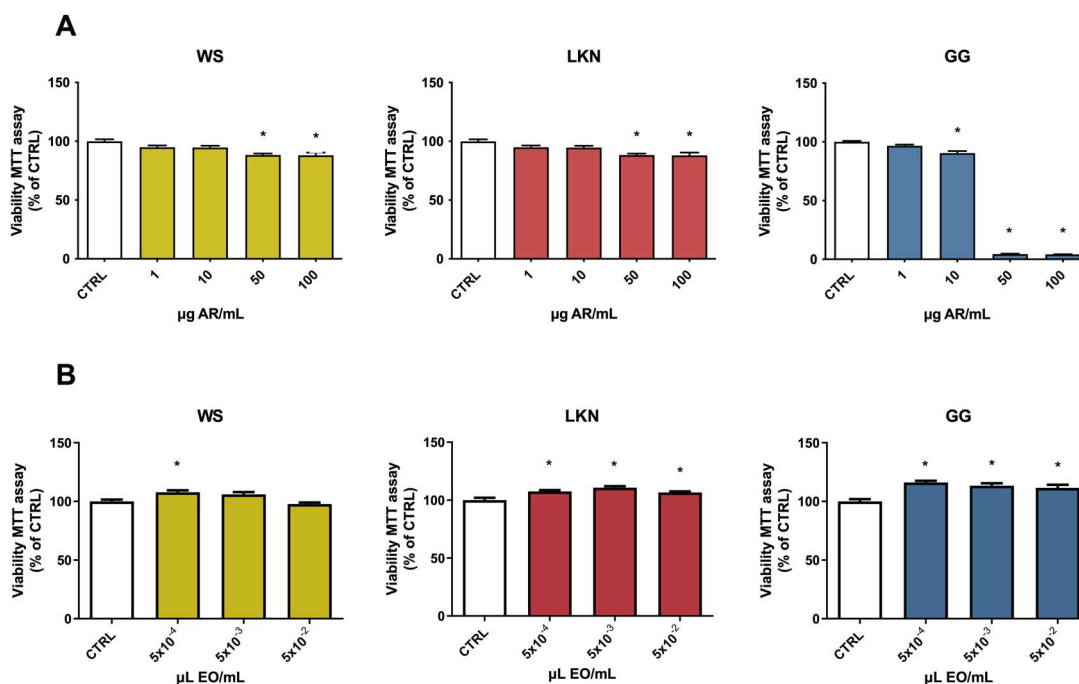 A
WS
Viability MTT assay
(% of CTRL)
150
100
50
0
* *
CTRL 1 10 50 100
µg AR/mL
LKN
Viability MTT assay
(% of CTRL)
150
100
50
0
* *
CTRL 1 10 50 100
µg AR/mL
GG
Viability MTT assay
(% of CTRL)
150
100
50
0
* * *
CTRL 1 10 50 100
µg AR/mL
B
WS
Viability MTT assay
(% of CTRL)
150
100
50
0
*
CTRL 5x10⁻⁴ 5x10⁻³ 5x10⁻²
µL EO/mL
LKN
Viability MTT assay
(% of CTRL)
150
100
50
0
* * *
CTRL 5x10⁻⁴ 5x10⁻³ 5x10⁻²
µL EO/mL
GG
Viability MTT assay
(% of CTRL)
150
100
50
0
* * *
CTRL 5x10⁻⁴ 5x10⁻³ 5x10⁻²
µL EO/mL